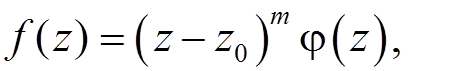 f(z) = (z − z₀)ᵐ φ(z),